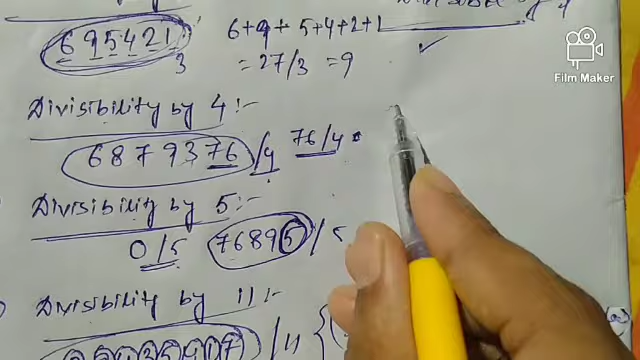 695421 6+9+5+4+2+1
3 =27/3 =9
Film Maker
Divisibility by 4:-
6879376/4 76/4
Divisibility by 5:-
0/5 76895/5
Divisibility by 11:-
/11